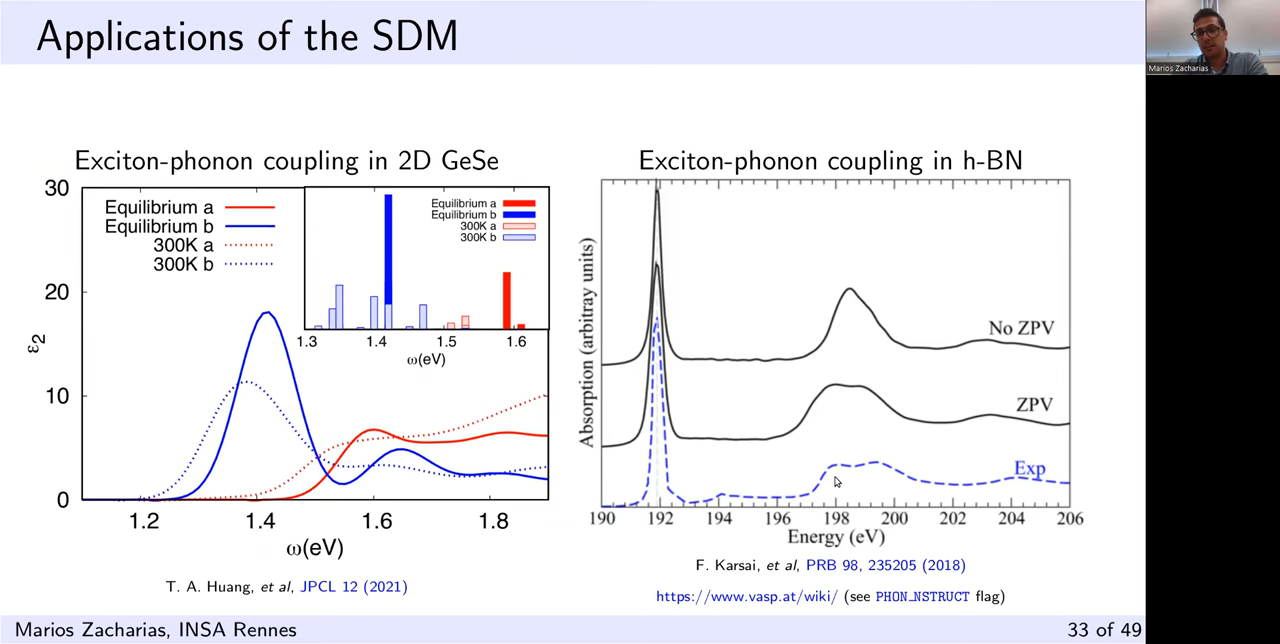 Applications of the SDM
Marios Zacharias
Exciton-phonon coupling in 2D GeSe
30
20
10
0
ε2
Equilibrium a
Equilibrium b
300K a
300K b
Equilibrium a
Equilibrium b
300K a
300K b
1.3 1.4 1.5 1.6
ω(eV)
1.2 1.4 1.6 1.8
ω(eV)
T. A. Huang, et al, JPCL 12 (2021)
Exciton-phonon coupling in h-BN
Absorption (arbitray units)
No ZPV
ZPV
Exp
190 192 194 196 198 200 202 204 206
Energy (eV)
F. Karsai, et al, PRB 98, 235205 (2018)
https://www.vasp.at/wiki/ (see PHON_NSTRUCT flag)
Marios Zacharias, INSA Rennes
33 of 49